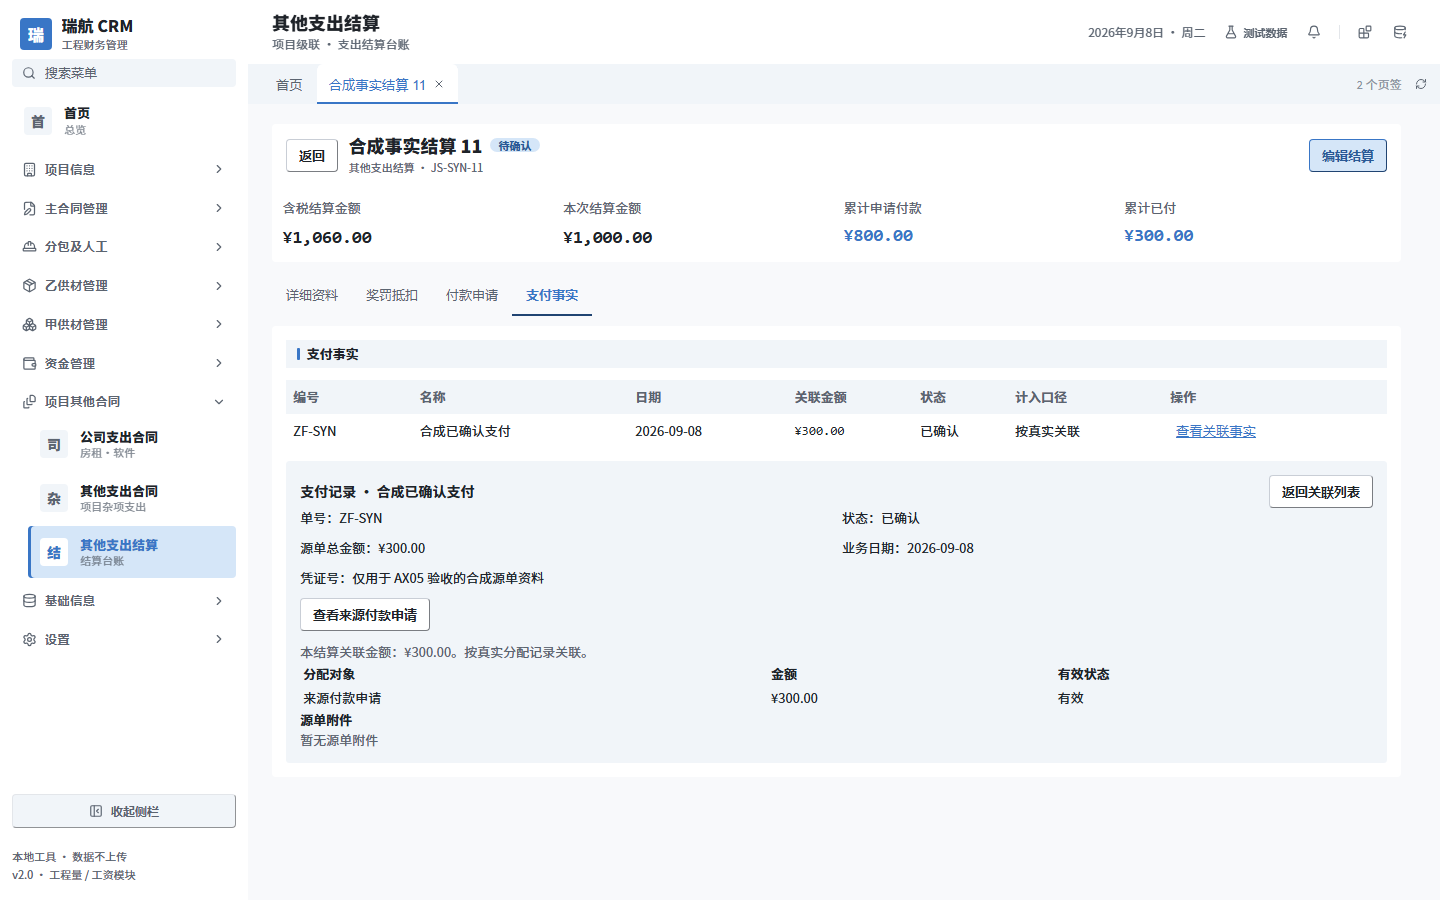 瑞
瑞航 CRM
工程财务管理
搜索菜单
首
首页
总览
项目信息
主合同管理
分包及人工
乙供材管理
甲供材管理
资金管理
项目其他合同
司
公司支出合同
房租·软件
杂
其他支出合同
项目杂项支出
结
其他支出结算
结算台账
基础信息
设置
收起侧栏
本地工具 · 数据不上传
v2.0 · 工程量 / 工资模块
其他支出结算
项目级联 · 支出结算台账
2026年9月8日 · 周二
测试数据
首页
合成事实结算 11 ×
2 个页签
返回
合成事实结算 11 待确认
其他支出结算 · JS-SYN-11
编辑结算
含税结算金额 本次结算金额 累计申请付款 累计已付
¥1,060.00 ¥1,000.00 ¥800.00 ¥300.00
详细资料 奖罚抵扣 付款申请 支付事实
支付事实
编号 名称 日期 关联金额 状态 计入口径 操作
ZF-SYN 合成已确认支付 2026-09-08 ¥300.00 已确认 按真实关联 查看关联事实
支付记录 · 合成已确认支付
返回关联列表
单号：ZF-SYN 状态：已确认
源单总金额：¥300.00 业务日期：2026-09-08
凭证号：仅用于 AX05 验收的合成源单资料
查看来源付款申请
本结算关联金额：¥300.00。按真实分配记录关联。
分配对象 金额 有效状态
来源付款申请 ¥300.00 有效
源单附件
暂无源单附件